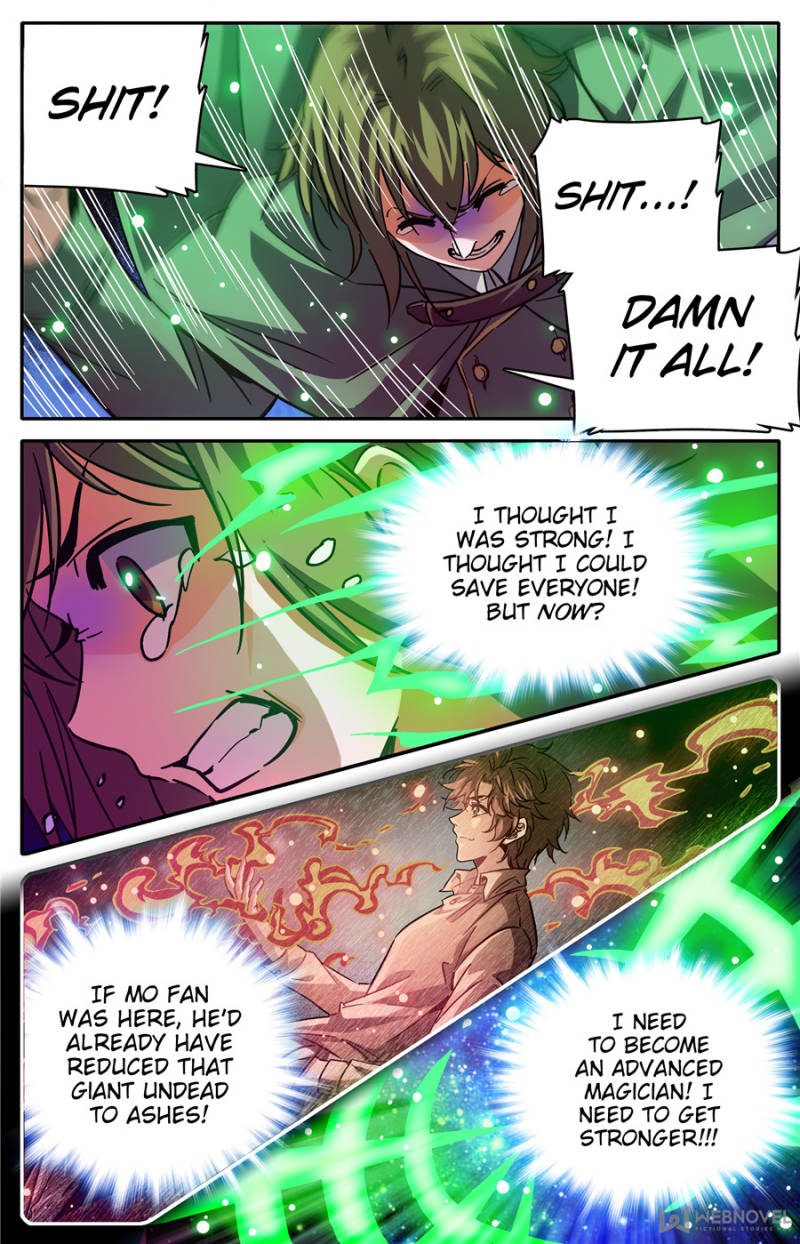 SHIT!
SHIT...!
DAMN
IT ALL!
I THOUGHT I
WAS STRONG! I
THOUGHT I COULD
SAVE EVERYONE!
BUT NOW?
IF MO FAN
WAS HERE, HE'D
ALREADY HAVE
REDUCED THAT
GIANT UNDEAD
TO ASHES!
I NEED
TO BECOME
AN ADVANCED
MAGICIAN! I
NEED TO GET
STRONGER!!!
WEBNOVEL